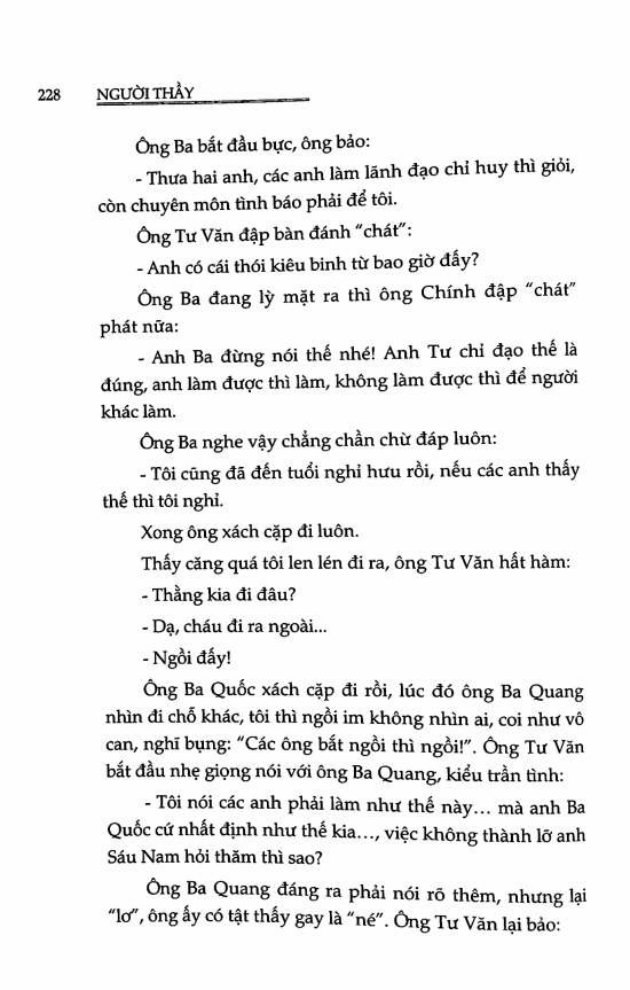 228 NGƯỜI THẦY
Ông Ba bắt đầu bực, ông bảo:
- Thưa hai anh, các anh làm lãnh đạo chỉ huy thì giỏi,
còn chuyên môn tình báo phải để tôi.
Ông Tư Văn đập bàn đánh “chát”:
- Anh có cái thói kiêu binh từ bao giờ đấy?
Ông Ba đang lỳ mặt ra thì ông Chính đập “chát”
phát nữa:
- Anh Ba đừng nói thế nhé! Anh Tư chỉ đạo thế là
đúng, anh làm được thì làm, không làm được thì để người
khác làm.
Ông Ba nghe vậy chẳng chần chừ đáp luôn:
- Tôi cũng đã đến tuổi nghỉ hưu rồi, nếu các anh thấy
thế thì tôi nghỉ.
Xong ông xách cặp đi luôn.
Thấy căng quá tôi len lén đi ra, ông Tư Văn hất hàm:
- Thằng kia đi đâu?
- Dạ, cháu đi ra ngoài...
- Ngồi đấy!
Ông Ba Quốc xách cặp đi rồi, lúc đó ông Ba Quang
nhìn đi chỗ khác, tôi thì ngồi im không nhìn ai, coi như vô
can, nghĩ bụng: “Các ông bắt ngồi thì ngồi!”. Ông Tư Văn
bắt đầu nhẹ giọng nói với ông Ba Quang, kiểu trần tình:
- Tôi nói các anh phải làm như thế này... mà anh Ba
Quốc cứ nhất định như thế kia..., việc không thành lỡ anh
Sáu Nam hỏi thăm thì sao?
Ông Ba Quang đáng ra phải nói rõ thêm, nhưng lại
“lơ”, ông ấy có tật thấy gay là “né”. Ông Tư Văn lại bảo: